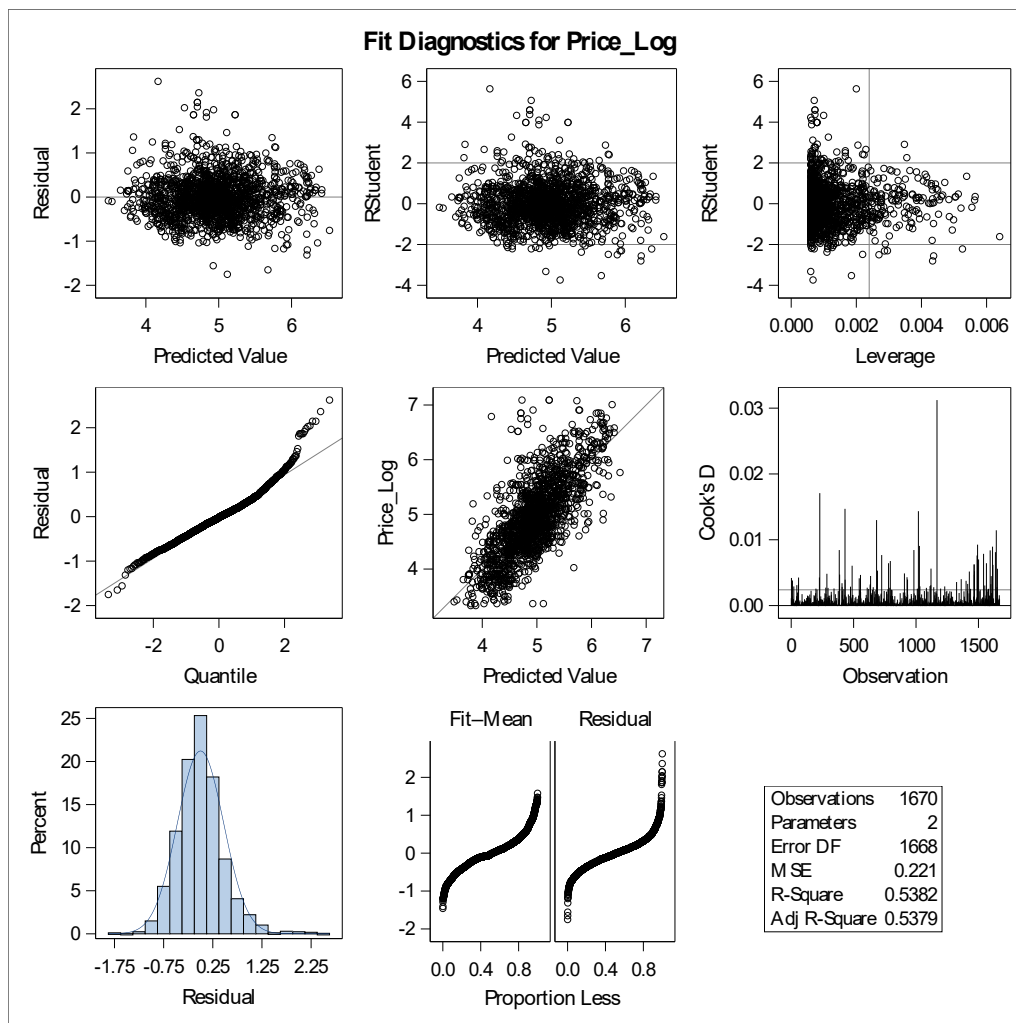 Fit Diagnostics for Price_Log
Residual
2
1
0
-1
-2
4 5 6
Predicted Value
RStudent
6
4
2
0
-2
-4
4 5 6
Predicted Value
RStudent
6
4
2
0
-2
-4
0.000 0.002 0.004 0.006
Leverage
Residual
2
1
0
-1
-2
-2 0 2
Quantile
Price_Log
7
6
5
4
4 5 6 7
Predicted Value
Cook's D
0.03
0.02
0.01
0.00
0 500 1000 1500
Observation
Percent
25
20
15
10
5
0
-1.75 -0.75 0.25 1.25 2.25
Residual
Fit–Mean Residual
2
1
0
-1
-2
0.0 0.4 0.8 0.0 0.4 0.8
Proportion Less
Observations 1670
Parameters 2
Error DF 1668
MSE 0.221
R-Square 0.5382
Adj R-Square 0.5379